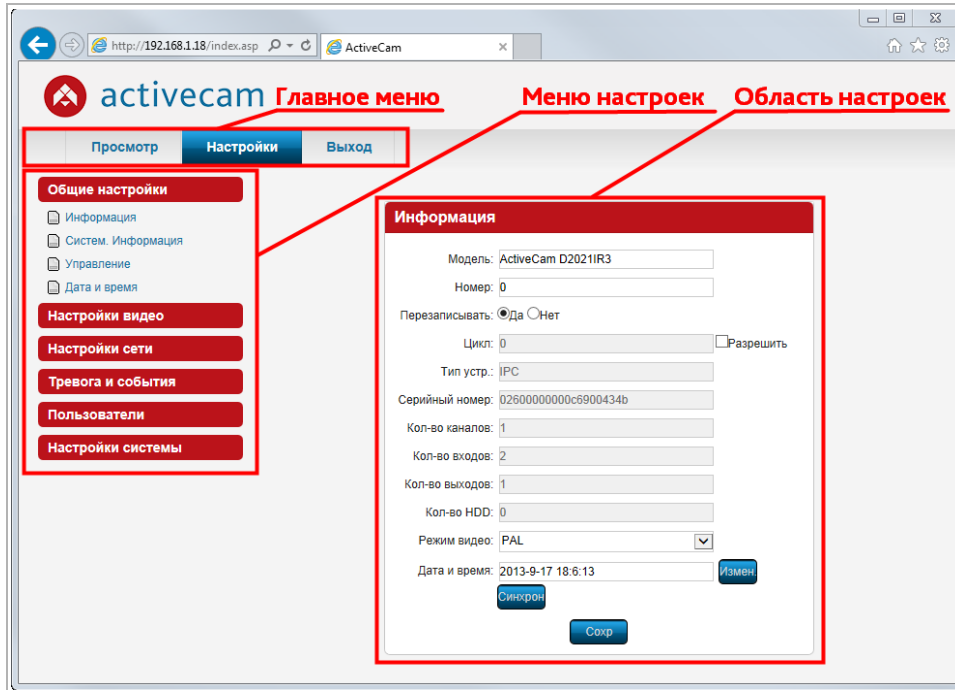 http://192.168.1.18/index.asp
ActiveCam
activecam
Главное меню
Меню настроек
Область настроек
Просмотр
Настройки
Выход
Общие настройки
Информация
Систем. Информация
Управление
Дата и время
Настройки видео
Настройки сети
Тревога и события
Пользователи
Настройки системы
Информация
Модель: ActiveCam D2021IR3
Номер: 0
Перезаписывать: Да Нет
Цикл: 0 Разрешить
Тип устр.: IPC
Серийный номер: 02600000000c6900434b
Кол-во каналов: 1
Кол-во входов: 2
Кол-во выходов: 1
Кол-во HDD: 0
Режим видео: PAL
Дата и время: 2013-9-17 18:6:13 Измен.
Синхрон
Сохр